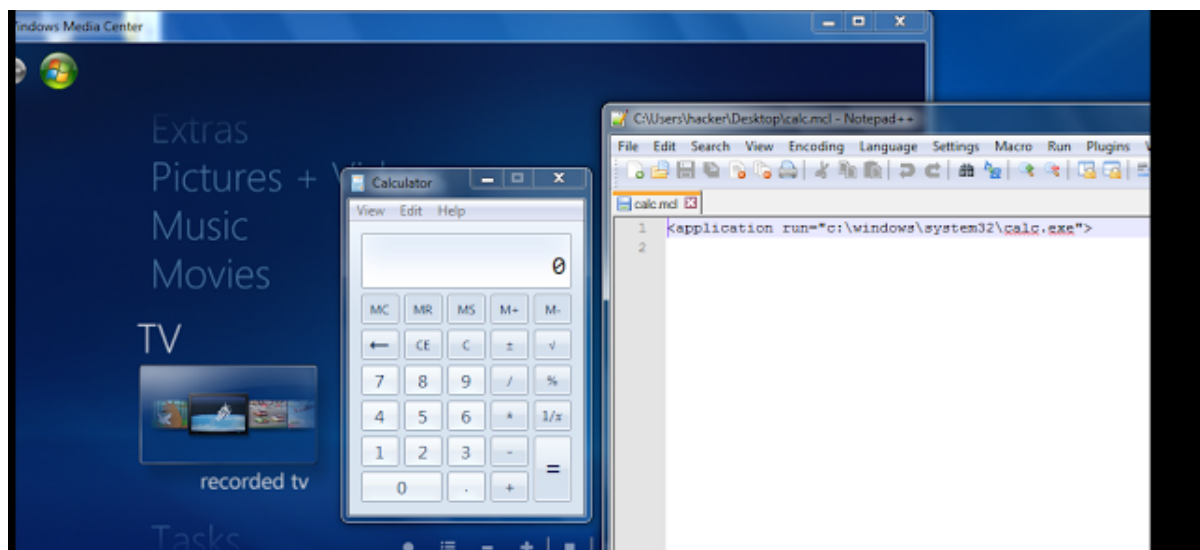 Windows Media Center
Extras
Pictures +
Music
Movies
TV
recorded tv
Tasks
Calculator
View Edit Help
0
MC MR MS M+ M-
← CE C ± √
7 8 9 / %
4 5 6 * 1/x
1 2 3 - =
0 . +
C:\Users\hacker\Desktop\calc.mcl - Notepad++
File Edit Search View Encoding Language Settings Macro Run Plugins
calc.mcl
1 <application run="c:\windows\system32\calc.exe">
2